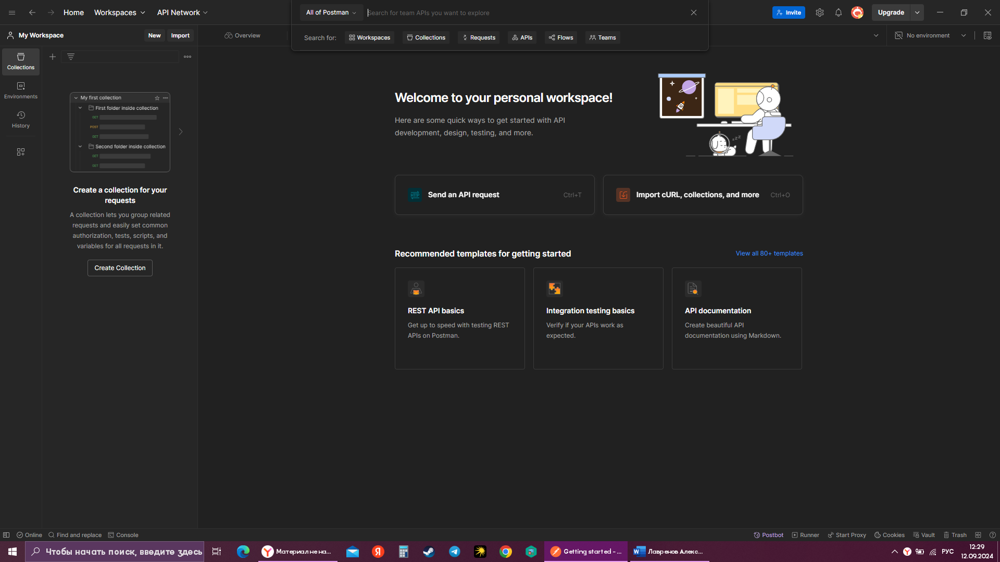 Home
Workspaces
API Network
All of Postman
Search for team APIs you want to explore
Invite
Upgrade
My Workspace
New
Import
Overview
Search for:
Workspaces
Collections
Requests
APIs
Flows
Teams
No environment
Collections
Environments
History
My first collection
First folder inside collection
GET
POST
GET
Second folder inside collection
GET
GET
Create a collection for your
requests
A collection lets you group related
requests and easily set common
authorization, tests, scripts, and
variables for all requests in it.
Create Collection
Welcome to your personal workspace!
Here are some quick ways to get started with API
development, design, testing, and more.
zzZ
HTTP
Send an API request
Ctrl+T
Import cURL, collections, and more
Ctrl+O
Recommended templates for getting started
View all 80+ templates
REST API basics
Get up to speed with testing REST
APIs on Postman.
Integration testing basics
Verify if your APIs work as
expected.
API documentation
Create beautiful API
documentation using Markdown.
Online
Find and replace
Console
Postbot
Runner
Start Proxy
Cookies
Vault
Trash
Чтобы начать поиск, введите здесь
Материал не на...
Getting started - ...
Лавренов Алекс...
РУС
12:29
12.09.2024